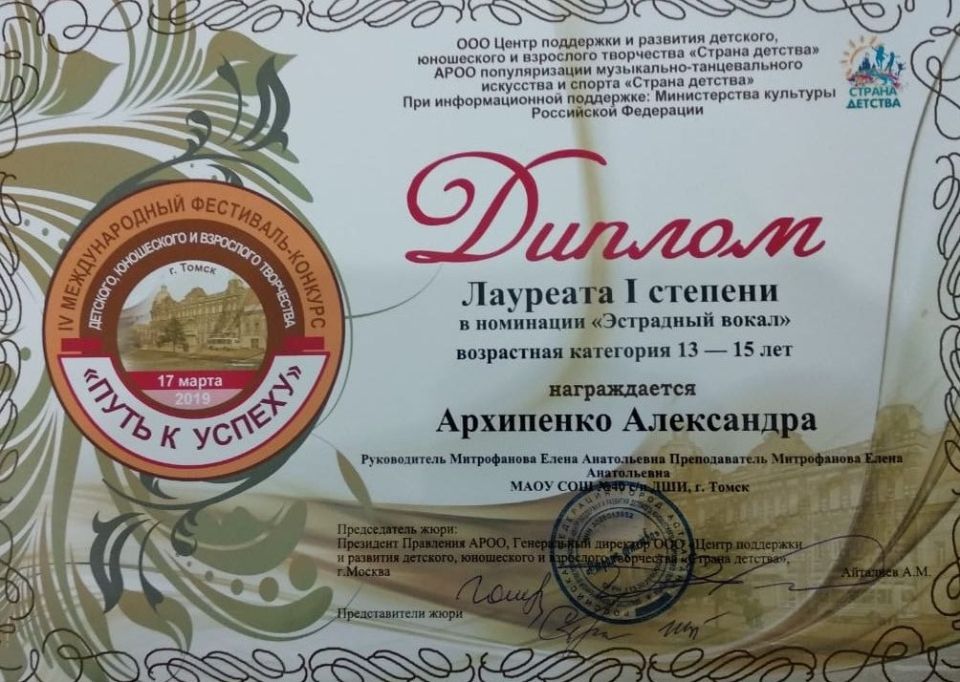 ООО Центр поддержки и развития детского,
юношеского и взрослого творчества «Страна детства»
АРОО популяризации музыкально-танцевального
искусства и спорта «Страна детства»
При информационной поддержке: Министерства культуры
Российской Федерации
СТРАНА
ДЕТСТВА
Диплом
Лауреата I степени
в номинации «Эстрадный вокал»
возрастная категория 13 — 15 лет
награждается
Архипенко Александра
Руководитель Митрофанова Елена Анатольевна Преподаватель Митрофанова Елена
Анатольевна
МАОУ СОШ №40 с/п ДШИ, г. Томск
IV МЕЖДУНАРОДНЫЙ ФЕСТИВАЛЬ-КОНКУРС
ДЕТСКОГО, ЮНОШЕСКОГО И ВЗРОСЛОГО ТВОРЧЕСТВА
г. Томск
17 марта
2019
«ПУТЬ К УСПЕХУ»
Председатель жюри:
Президент Правления АРОО, Генеральный директор ООО «Центр поддержки
и развития детского, юношеского и взрослого творчества «Страна детства»,
г.Москва
Айталиев А.М.
Представители жюри